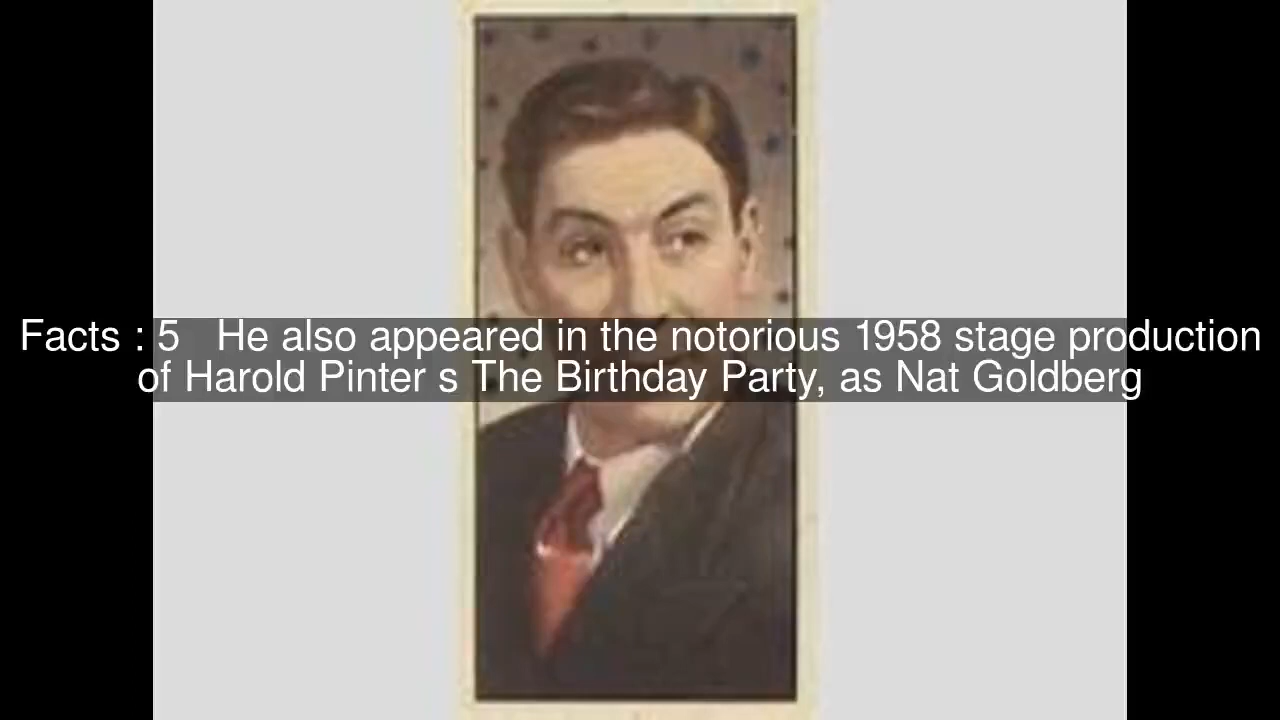 Facts : 5   He also appeared in the notorious 1958 stage production
of Harold Pinter s The Birthday Party, as Nat Goldberg